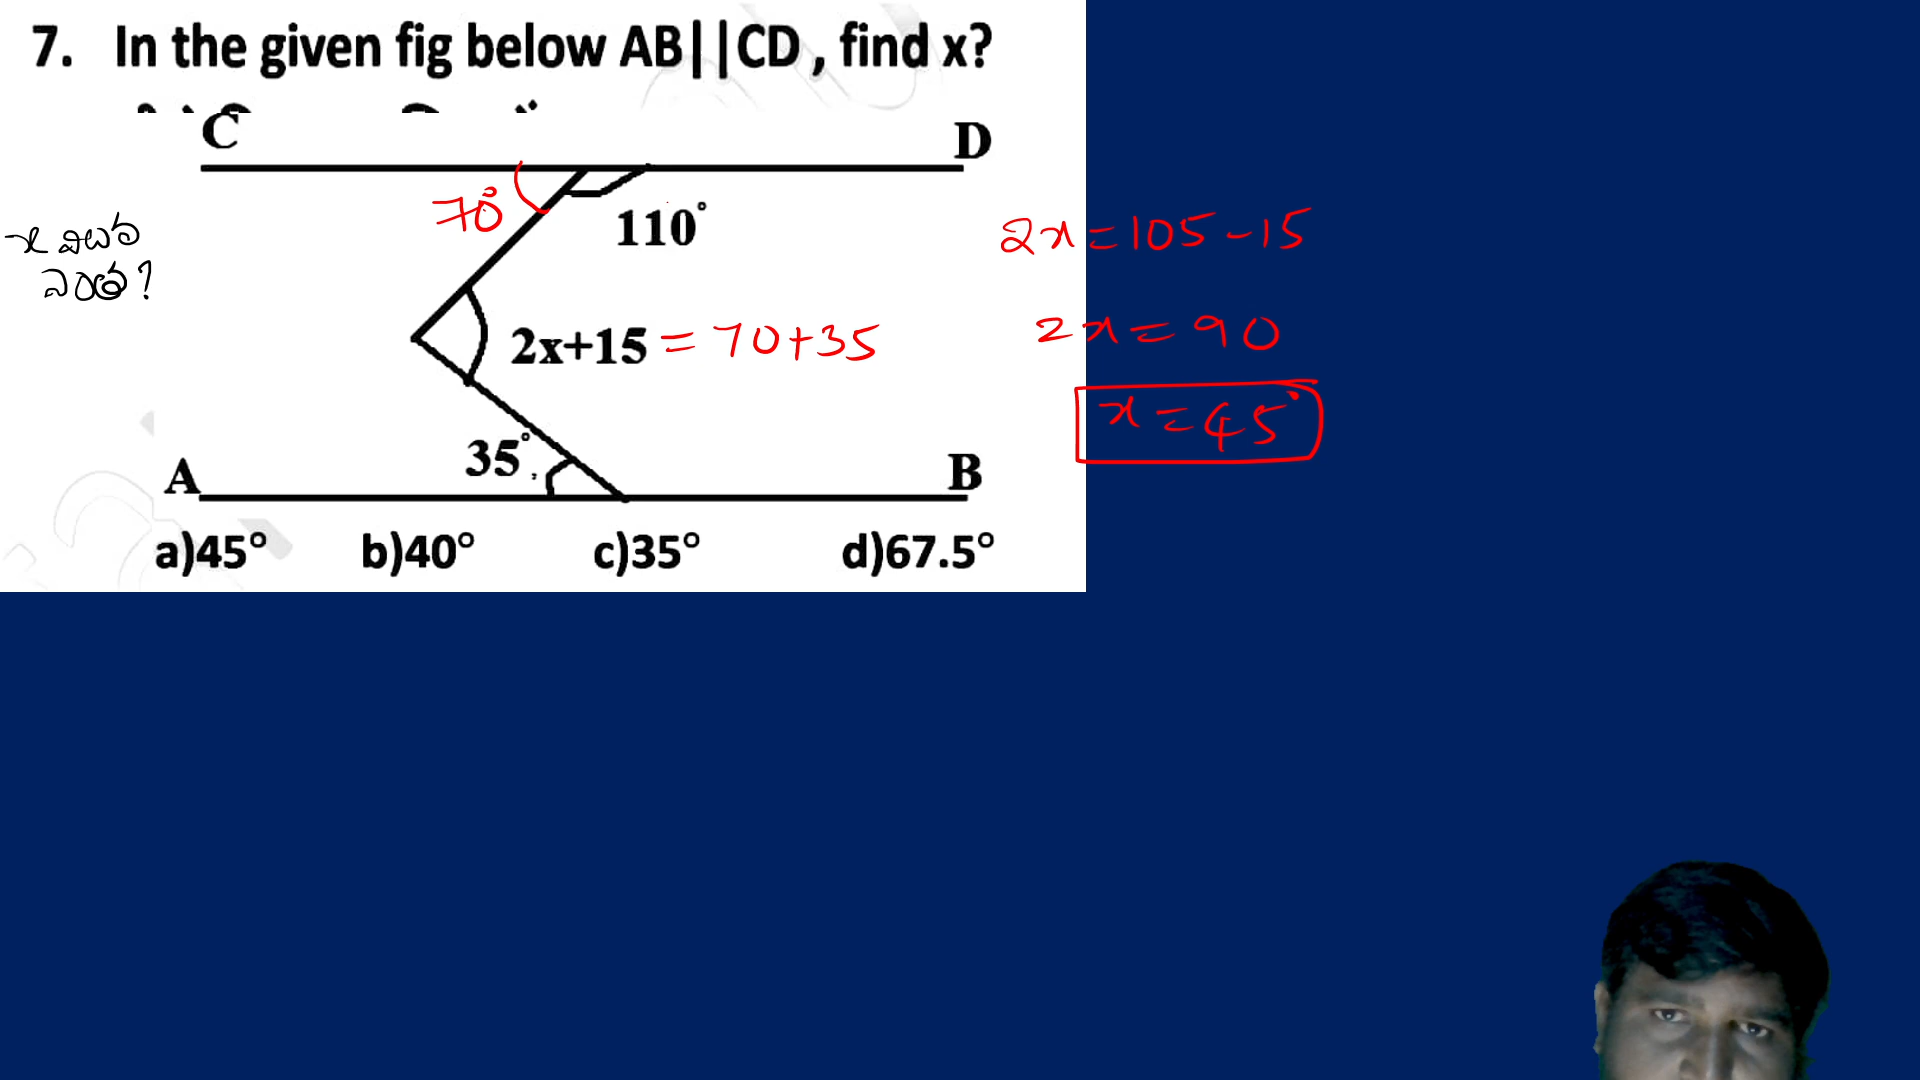 7. In the given fig below AB||CD, find x?
C
D
70°
110°
x విలువ
ఎంత?
2x=105-15
2x+15 = 70+35
2x=90
x=45°
35°
A
B
a)45° b)40° c)35° d)67.5°